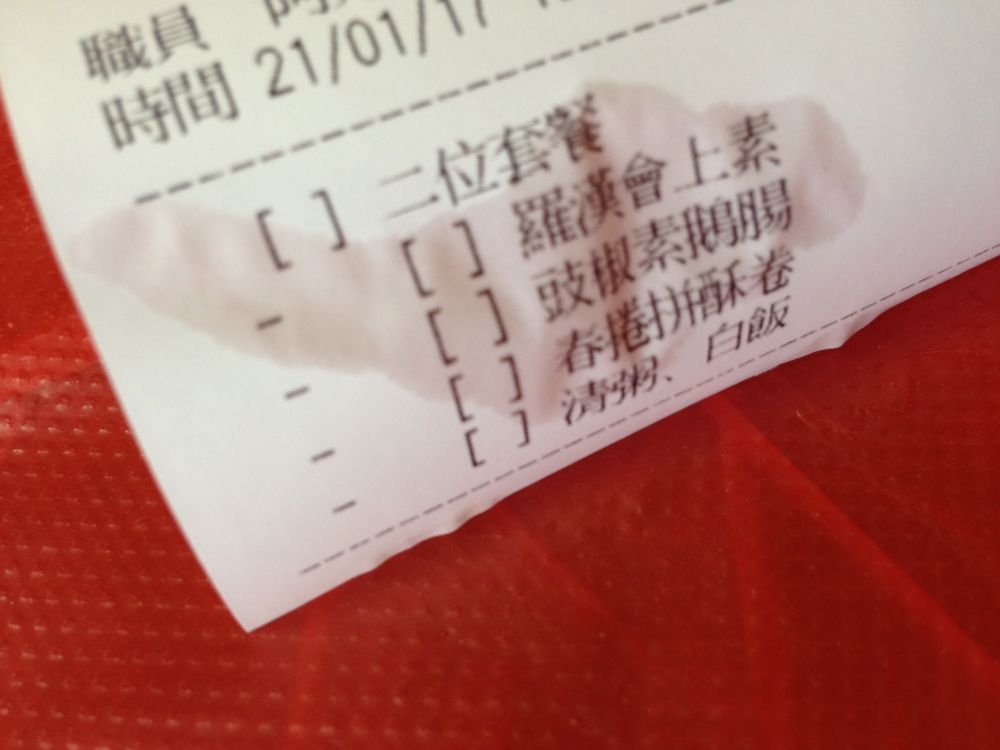 職員 阿
時間 21/01/17
[ ] 二位套餐
- [ ] 羅漢會上素
- [ ] 豉椒素鵝腸
- [ ] 春捲拼酥卷
- [ ] 清粥、白飯